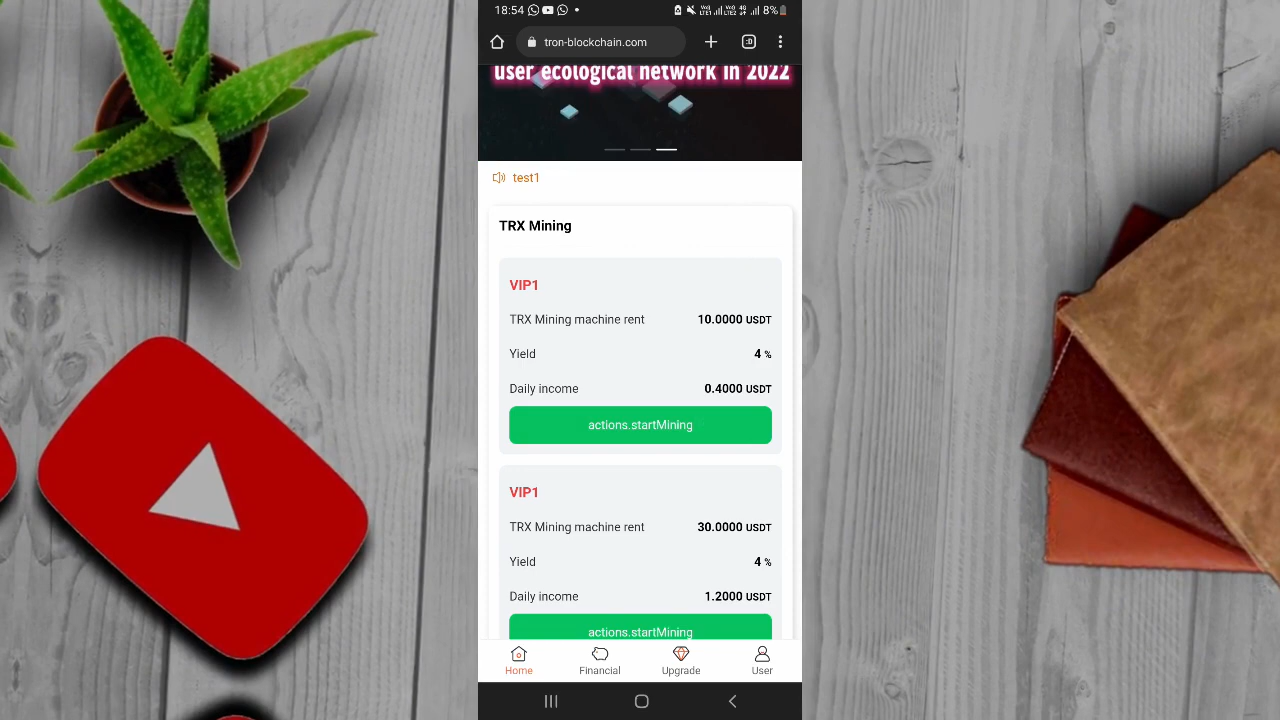 18:54
8%
tron-blockchain.com
:D
user ecological network in 2022
test1
TRX Mining
VIP1
TRX Mining machine rent 10.0000 USDT
Yield 4 %
Daily income 0.4000 USDT
actions.startMining
VIP1
TRX Mining machine rent 30.0000 USDT
Yield 4 %
Daily income 1.2000 USDT
actions.startMining
Home Financial Upgrade User